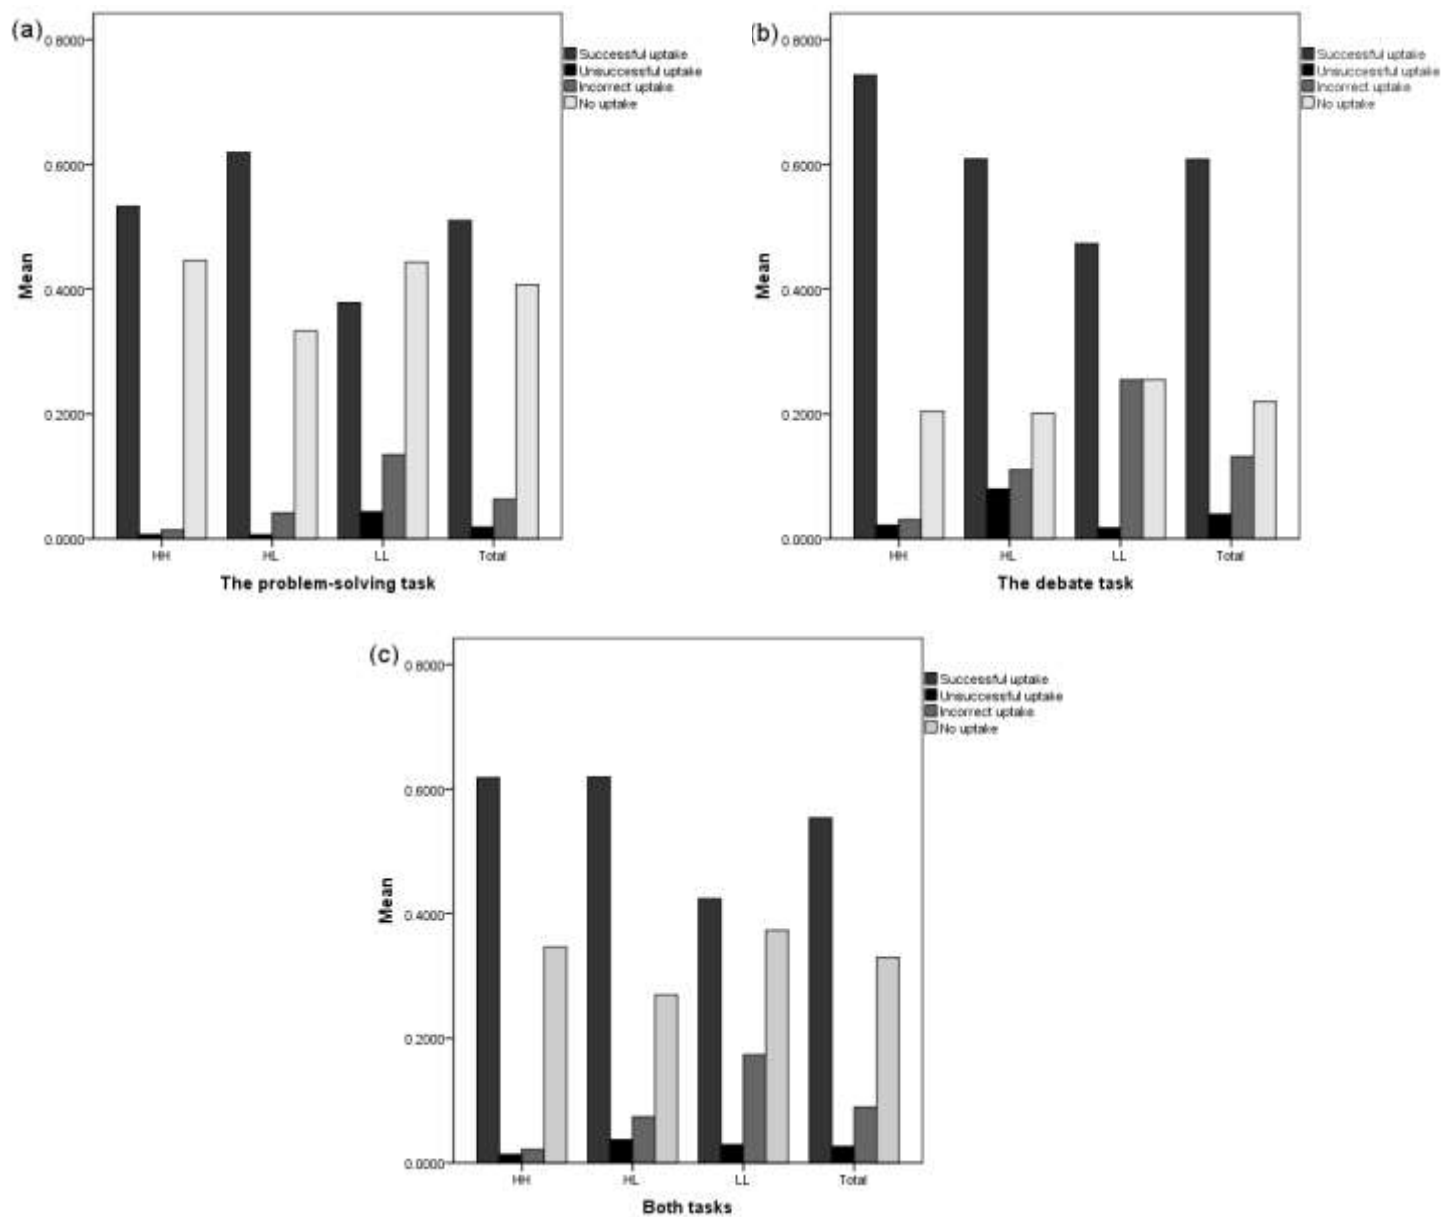 (a)
0.8000
0.6000
0.4000
0.2000
0.0000
Mean
HH HL LL Total
The problem-solving task
Successful uptake
Unsuccessful uptake
Incorrect uptake
No uptake
(b)
0.8000
0.6000
0.4000
0.2000
0.0000
Mean
HH HL LL Total
The debate task
Successful uptake
Unsuccessful uptake
Incorrect uptake
No uptake
(c)
0.8000
0.6000
0.4000
0.2000
0.0000
Mean
HH HL LL Total
Both tasks
Successful uptake
Unsuccessful uptake
Incorrect uptake
No uptake